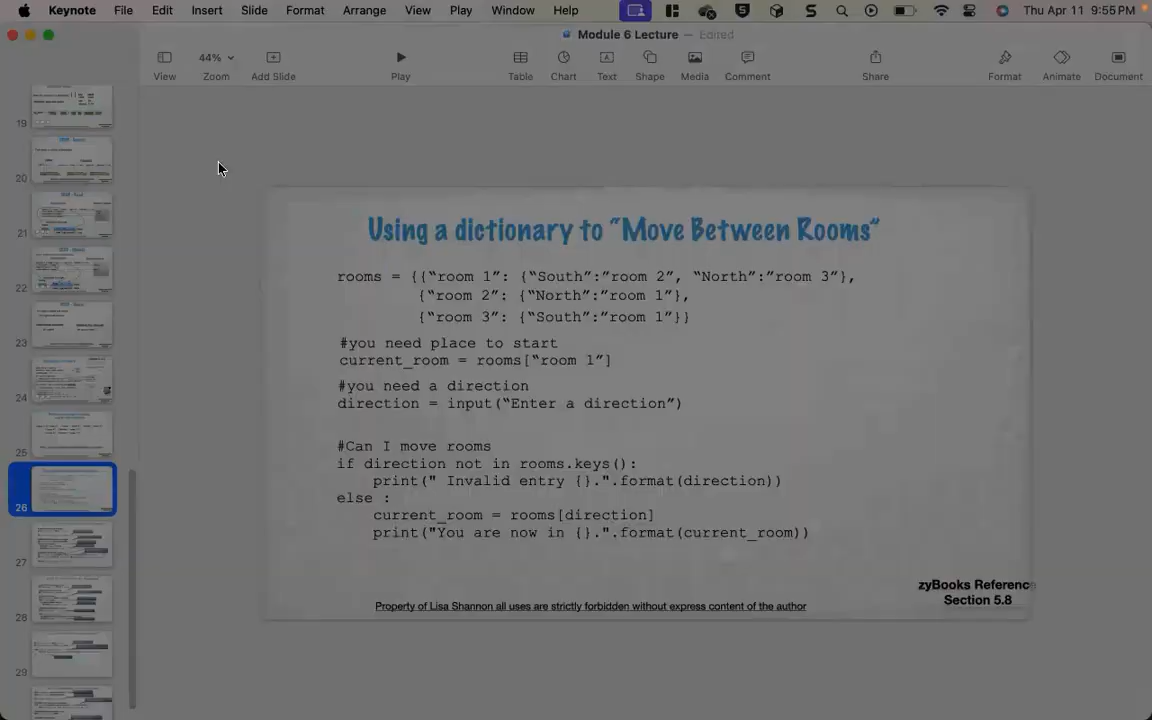 Keynote File Edit Insert Slide Format Arrange View Play Window Help Thu Apr 11 9:55 PM
Module 6 Lecture — Edited
44%
View Zoom Add Slide Play Table Chart Text Shape Media Comment Share Format Animate Document
19
20
21
22
23
24
25
26
27
28
29
Using a dictionary to “Move Between Rooms”
rooms = {{“room 1”: {“South”:”room 2”, “North”:”room 3”},
{“room 2”: {“North”:”room 1”},
{“room 3”: {“South”:”room 1”}}
#you need place to start
current_room = rooms[“room 1”]
#you need a direction
direction = input(“Enter a direction”)
#Can I move rooms
if direction not in rooms.keys():
print(" Invalid entry {}.".format(direction))
else :
current_room = rooms[direction]
print("You are now in {}.".format(current_room))
zyBooks Reference
Section 5.8
Property of Lisa Shannon all uses are strictly forbidden without express content of the author